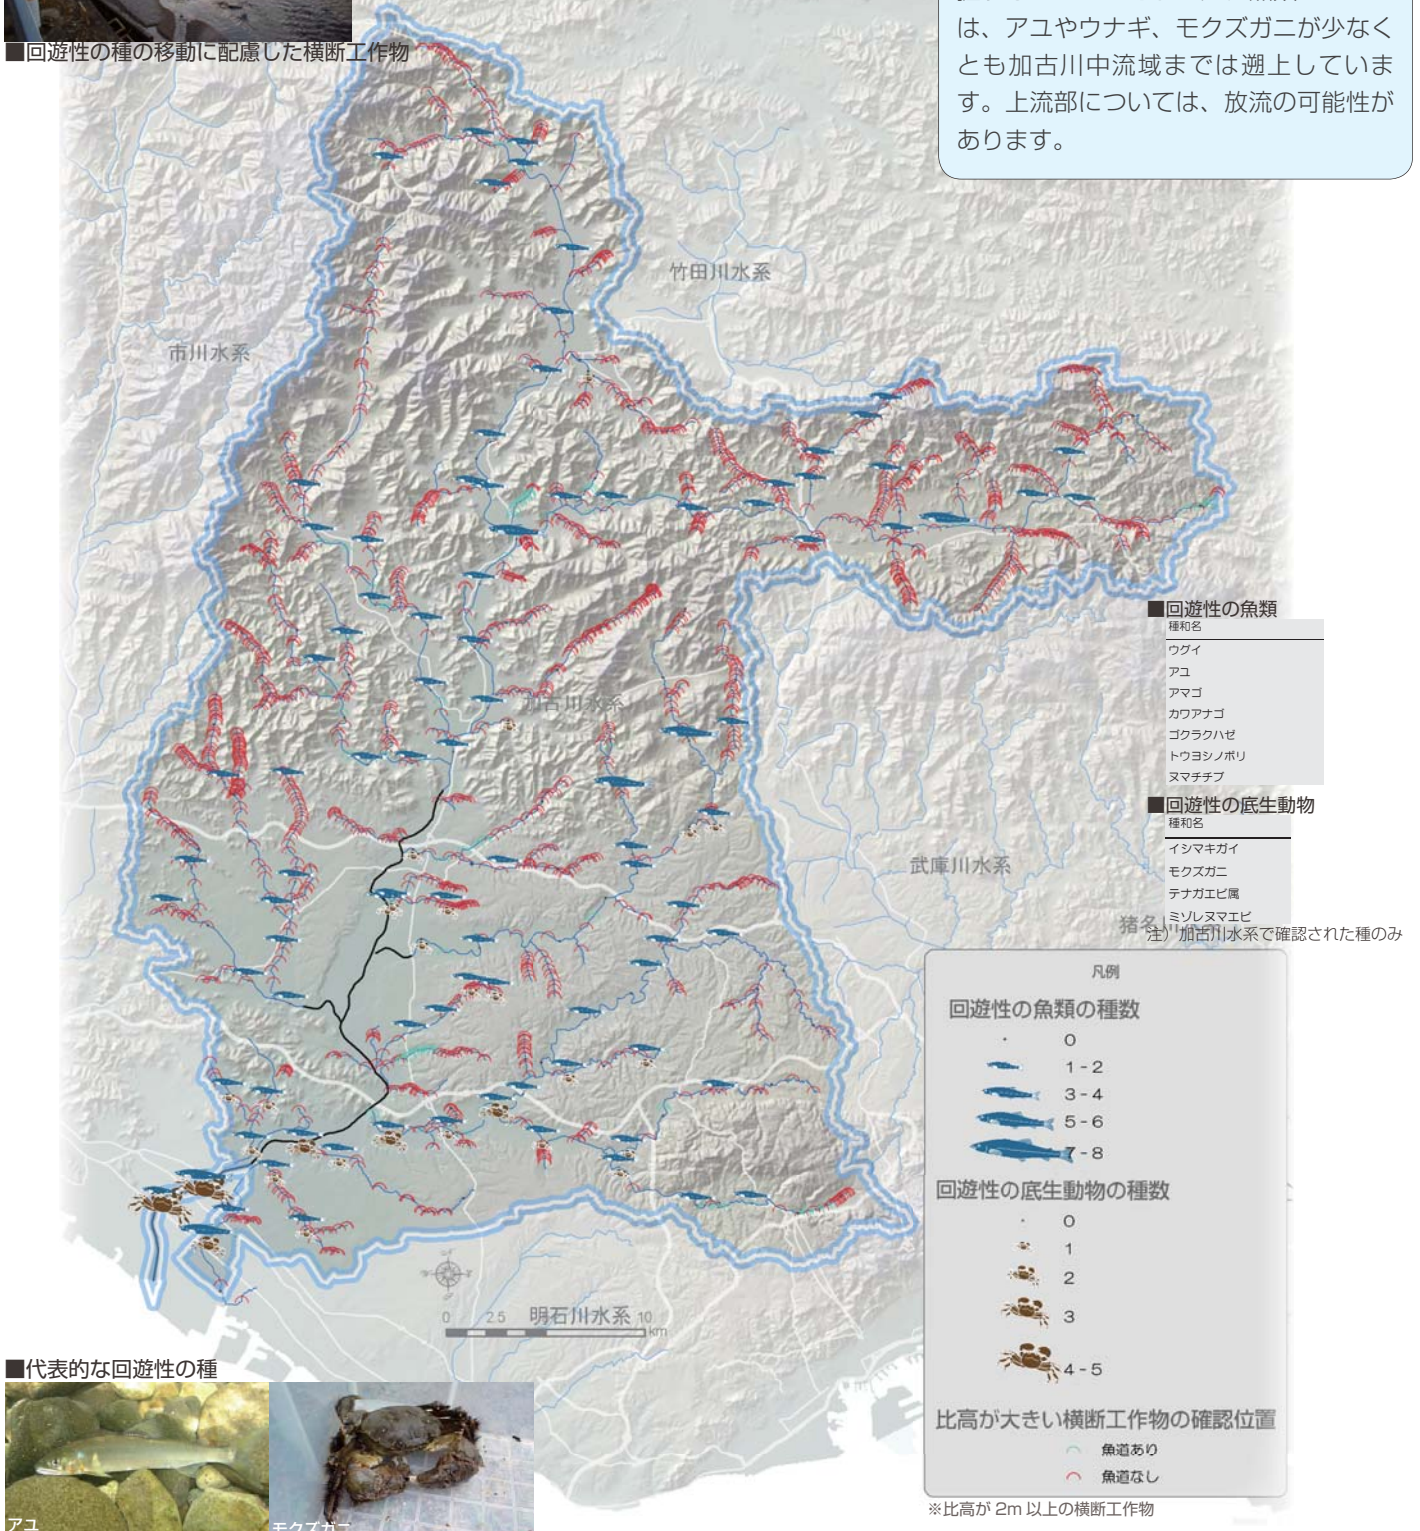 ■回遊性の種の移動に配慮した横断工作物
は、アユやウナギ、モクズガニが少なく
とも加古川中流域までは遡上していま
す。上流部については、放流の可能性が
あります。
竹田川水系
市川水系
加古川水系
武庫川水系
猪名川
明石川水系
■回遊性の魚類
種和名
ウグイ
アユ
アマゴ
カワアナゴ
ゴクラクハゼ
トウヨシノボリ
ヌマチチブ
■回遊性の底生動物
種和名
イシマキガイ
モクズガニ
テナガエビ属
ミゾレヌマエビ
注）加古川水系で確認された種のみ
凡例
回遊性の魚類の種数
0
1-2
3-4
5-6
7-8
回遊性の底生動物の種数
0
1
2
3
4-5
比高が大きい横断工作物の確認位置
魚道あり
魚道なし
※比高が 2m 以上の横断工作物
0 2.5 10
km
■代表的な回遊性の種
アユ
モクズガニ